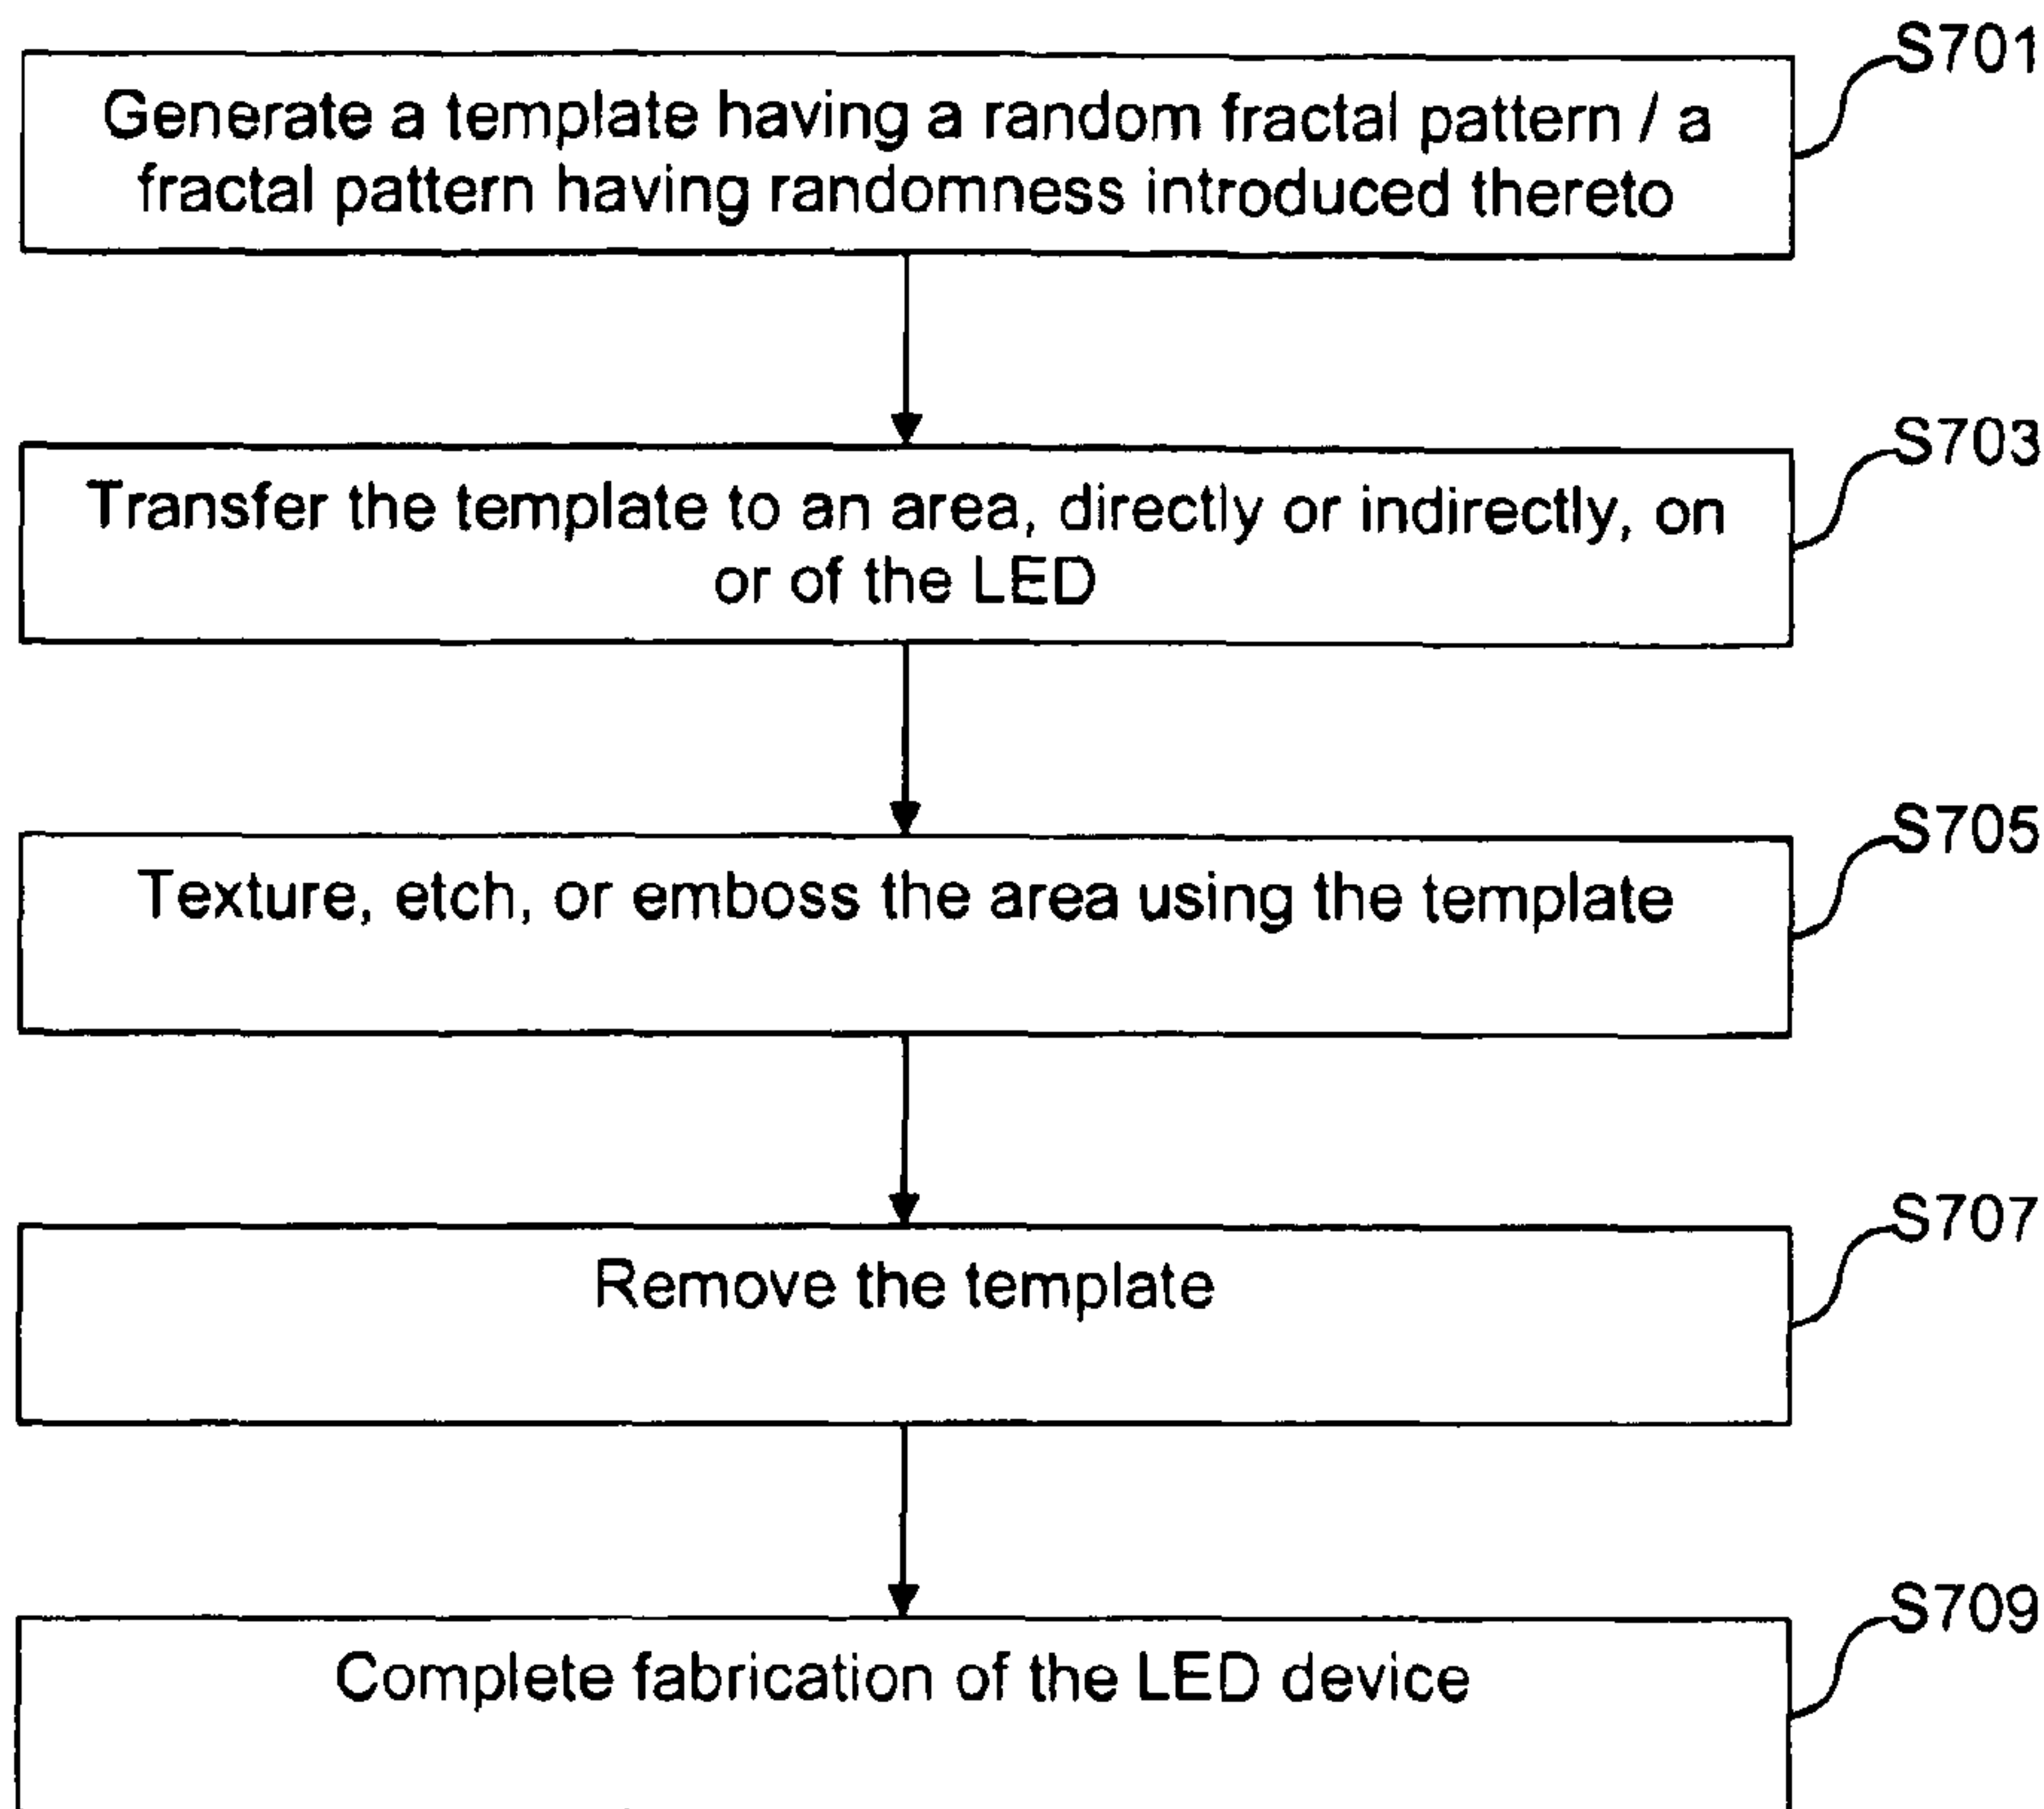 S701
Generate a template having a random fractal pattern / a
fractal pattern having randomness introduced thereto
S703
Transfer the template to an area, directly or indirectly, on
or of the LED
S705
Texture, etch, or emboss the area using the template
S707
Remove the template
S709
Complete fabrication of the LED device